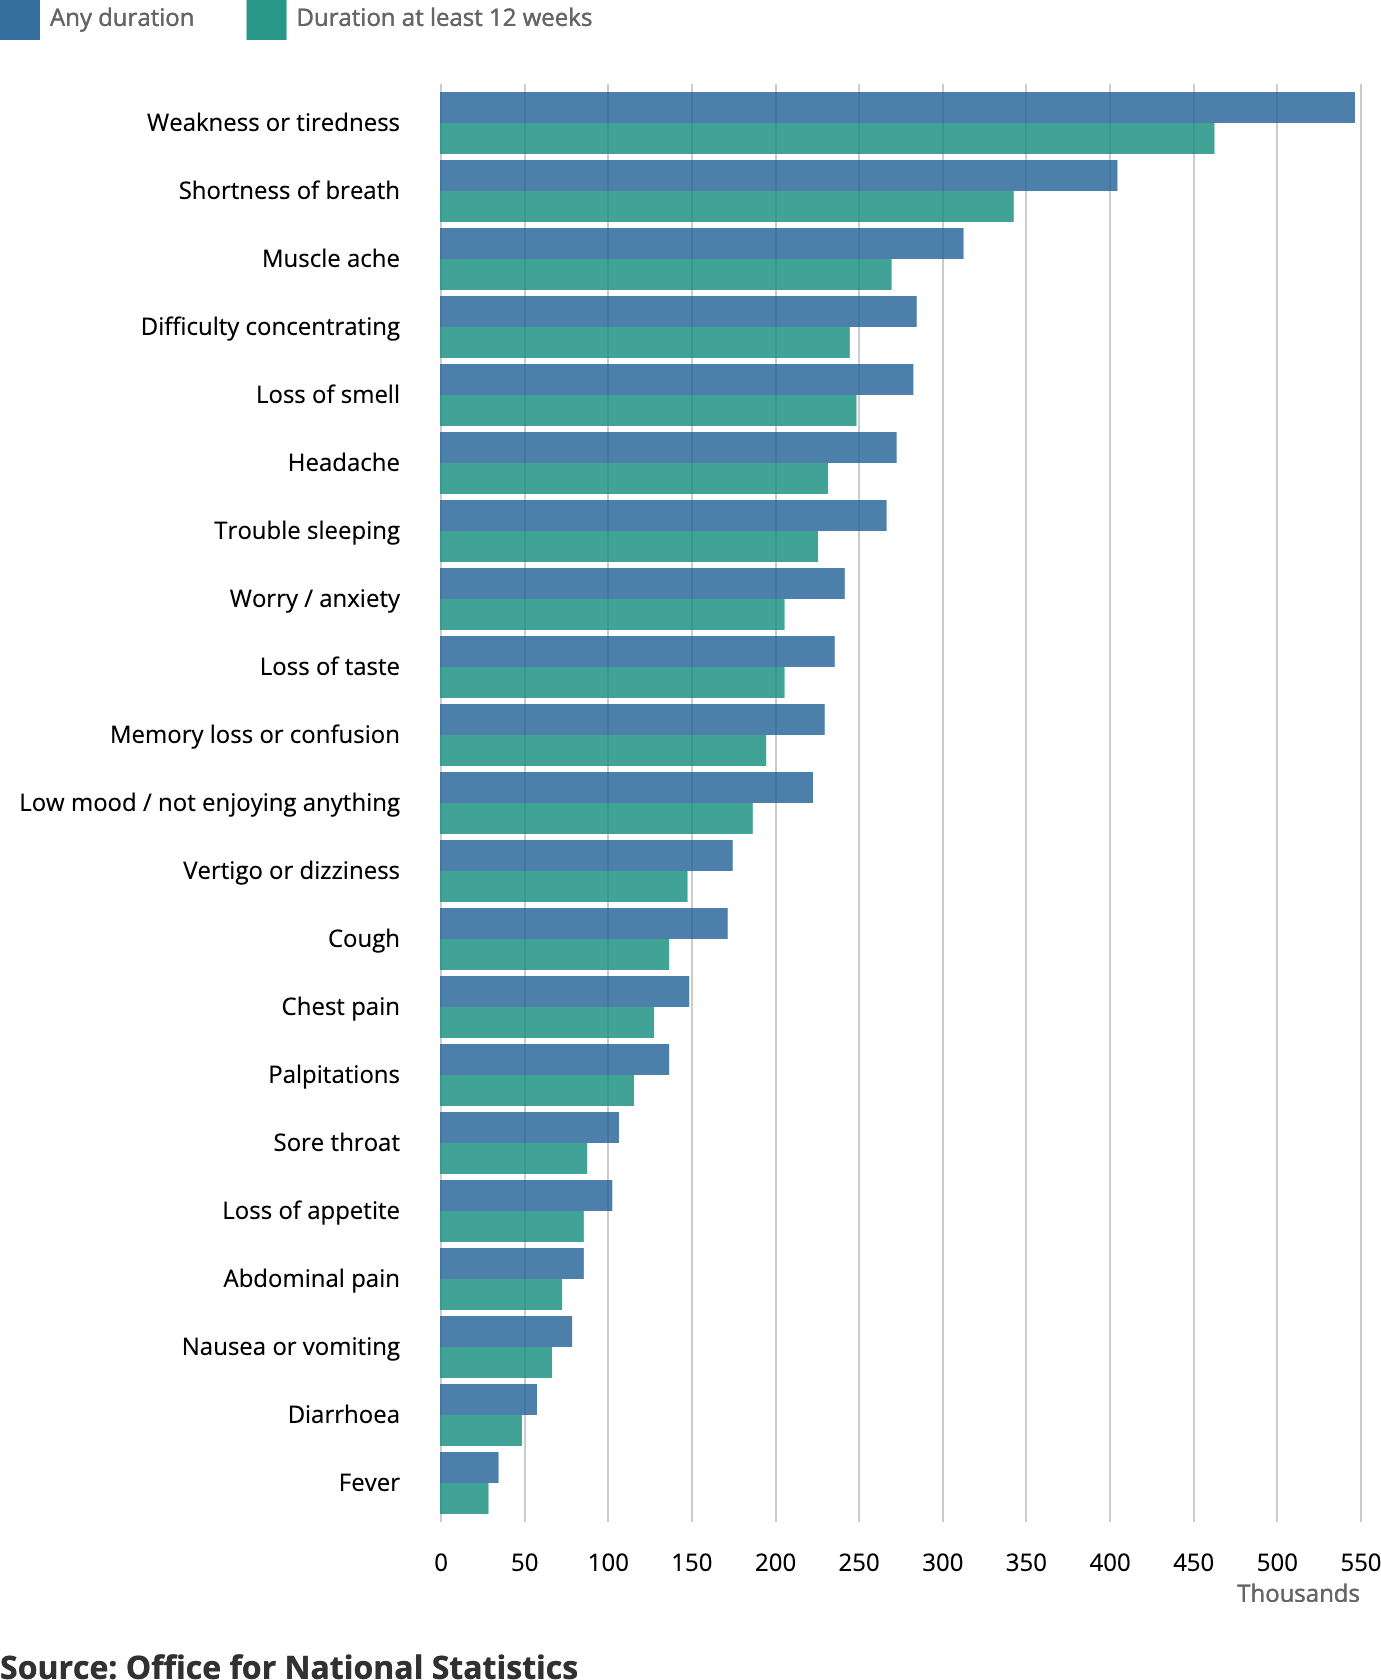 Any duration
Duration at least 12 weeks
Weakness or tiredness
Shortness of breath
Muscle ache
Difficulty concentrating
Loss of smell
Headache
Trouble sleeping
Worry / anxiety
Loss of taste
Memory loss or confusion
Low mood / not enjoying anything
Vertigo or dizziness
Cough
Chest pain
Palpitations
Sore throat
Loss of appetite
Abdominal pain
Nausea or vomiting
Diarrhoea
Fever
0 50 100 150 200 250 300 350 400 450 500 550
Thousands
Source: Office for National Statistics